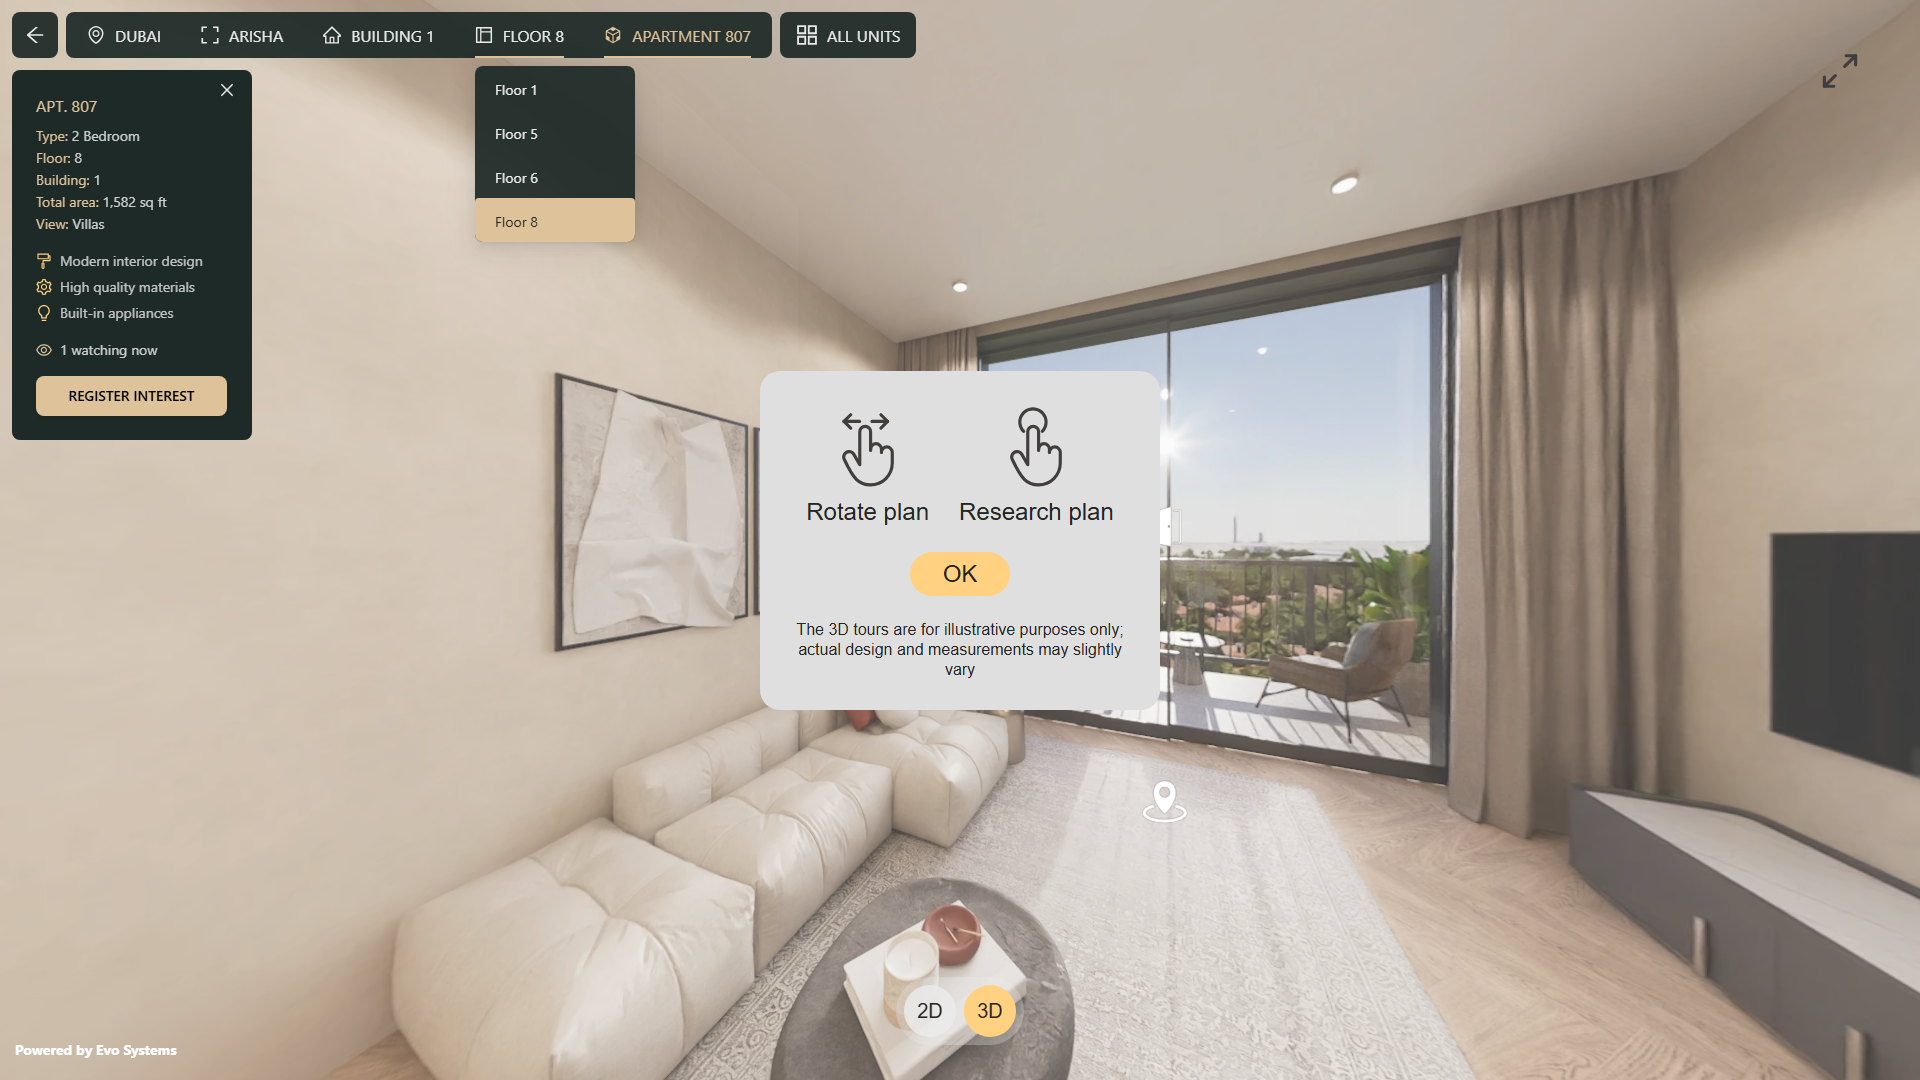 DUBAI
ARISHA
BUILDING 1
FLOOR 8
APARTMENT 807
ALL UNITS
Floor 1
Floor 5
Floor 6
Floor 8
APT. 807
Type: 2 Bedroom
Floor: 8
Building: 1
Total area: 1,582 sq ft
View: Villas
Modern interior design
High quality materials
Built-in appliances
1 watching now
REGISTER INTEREST
Rotate plan
Research plan
OK
The 3D tours are for illustrative purposes only;
actual design and measurements may slightly
vary
2D
3D
Powered by Evo Systems